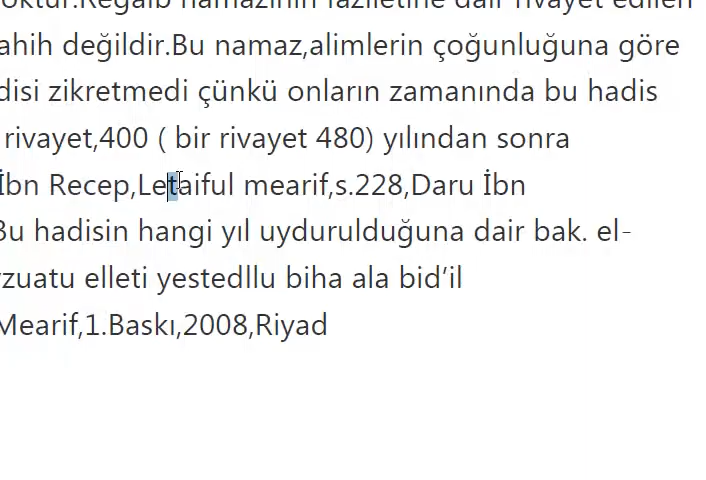 oktur.Regaib namazının faziletine dair rivayet edilen
ahih değildir.Bu namaz,alimlerin çoğunluğuna göre
disi zikretmedi çünkü onların zamanında bu hadis
rivayet,400 ( bir rivayet 480) yılından sonra
İbn Recep,Letaiful mearif,s.228,Daru İbn
Bu hadisin hangi yıl uydurulduğuna dair bak. el-
zuatu elleti yestedllu biha ala bid’il
Mearif,1.Baskı,2008,Riyad